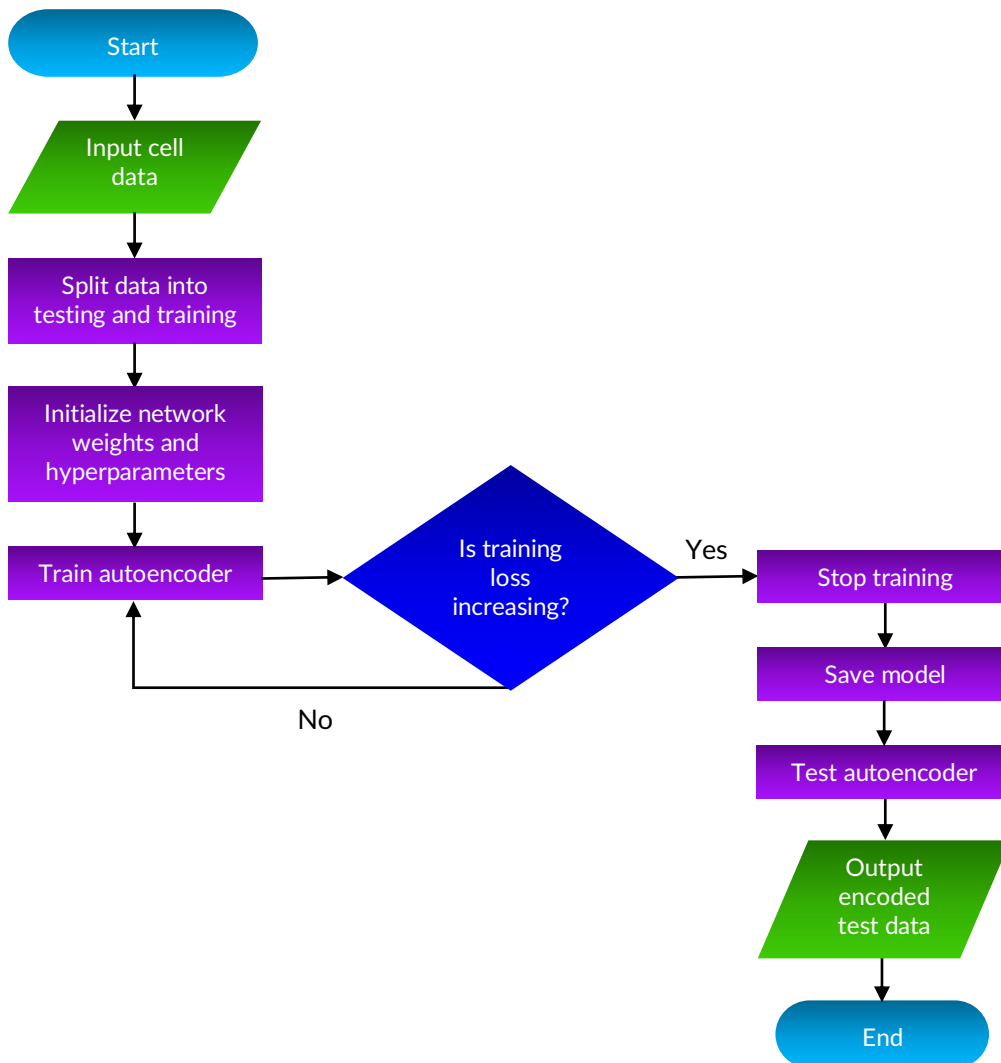 Start
Input cell
data
Split data into
testing and training
Initialize network
weights and
hyperparameters
Train autoencoder
Is training
loss
increasing?
Yes
No
Stop training
Save model
Test autoencoder
Output
encoded
test data
End